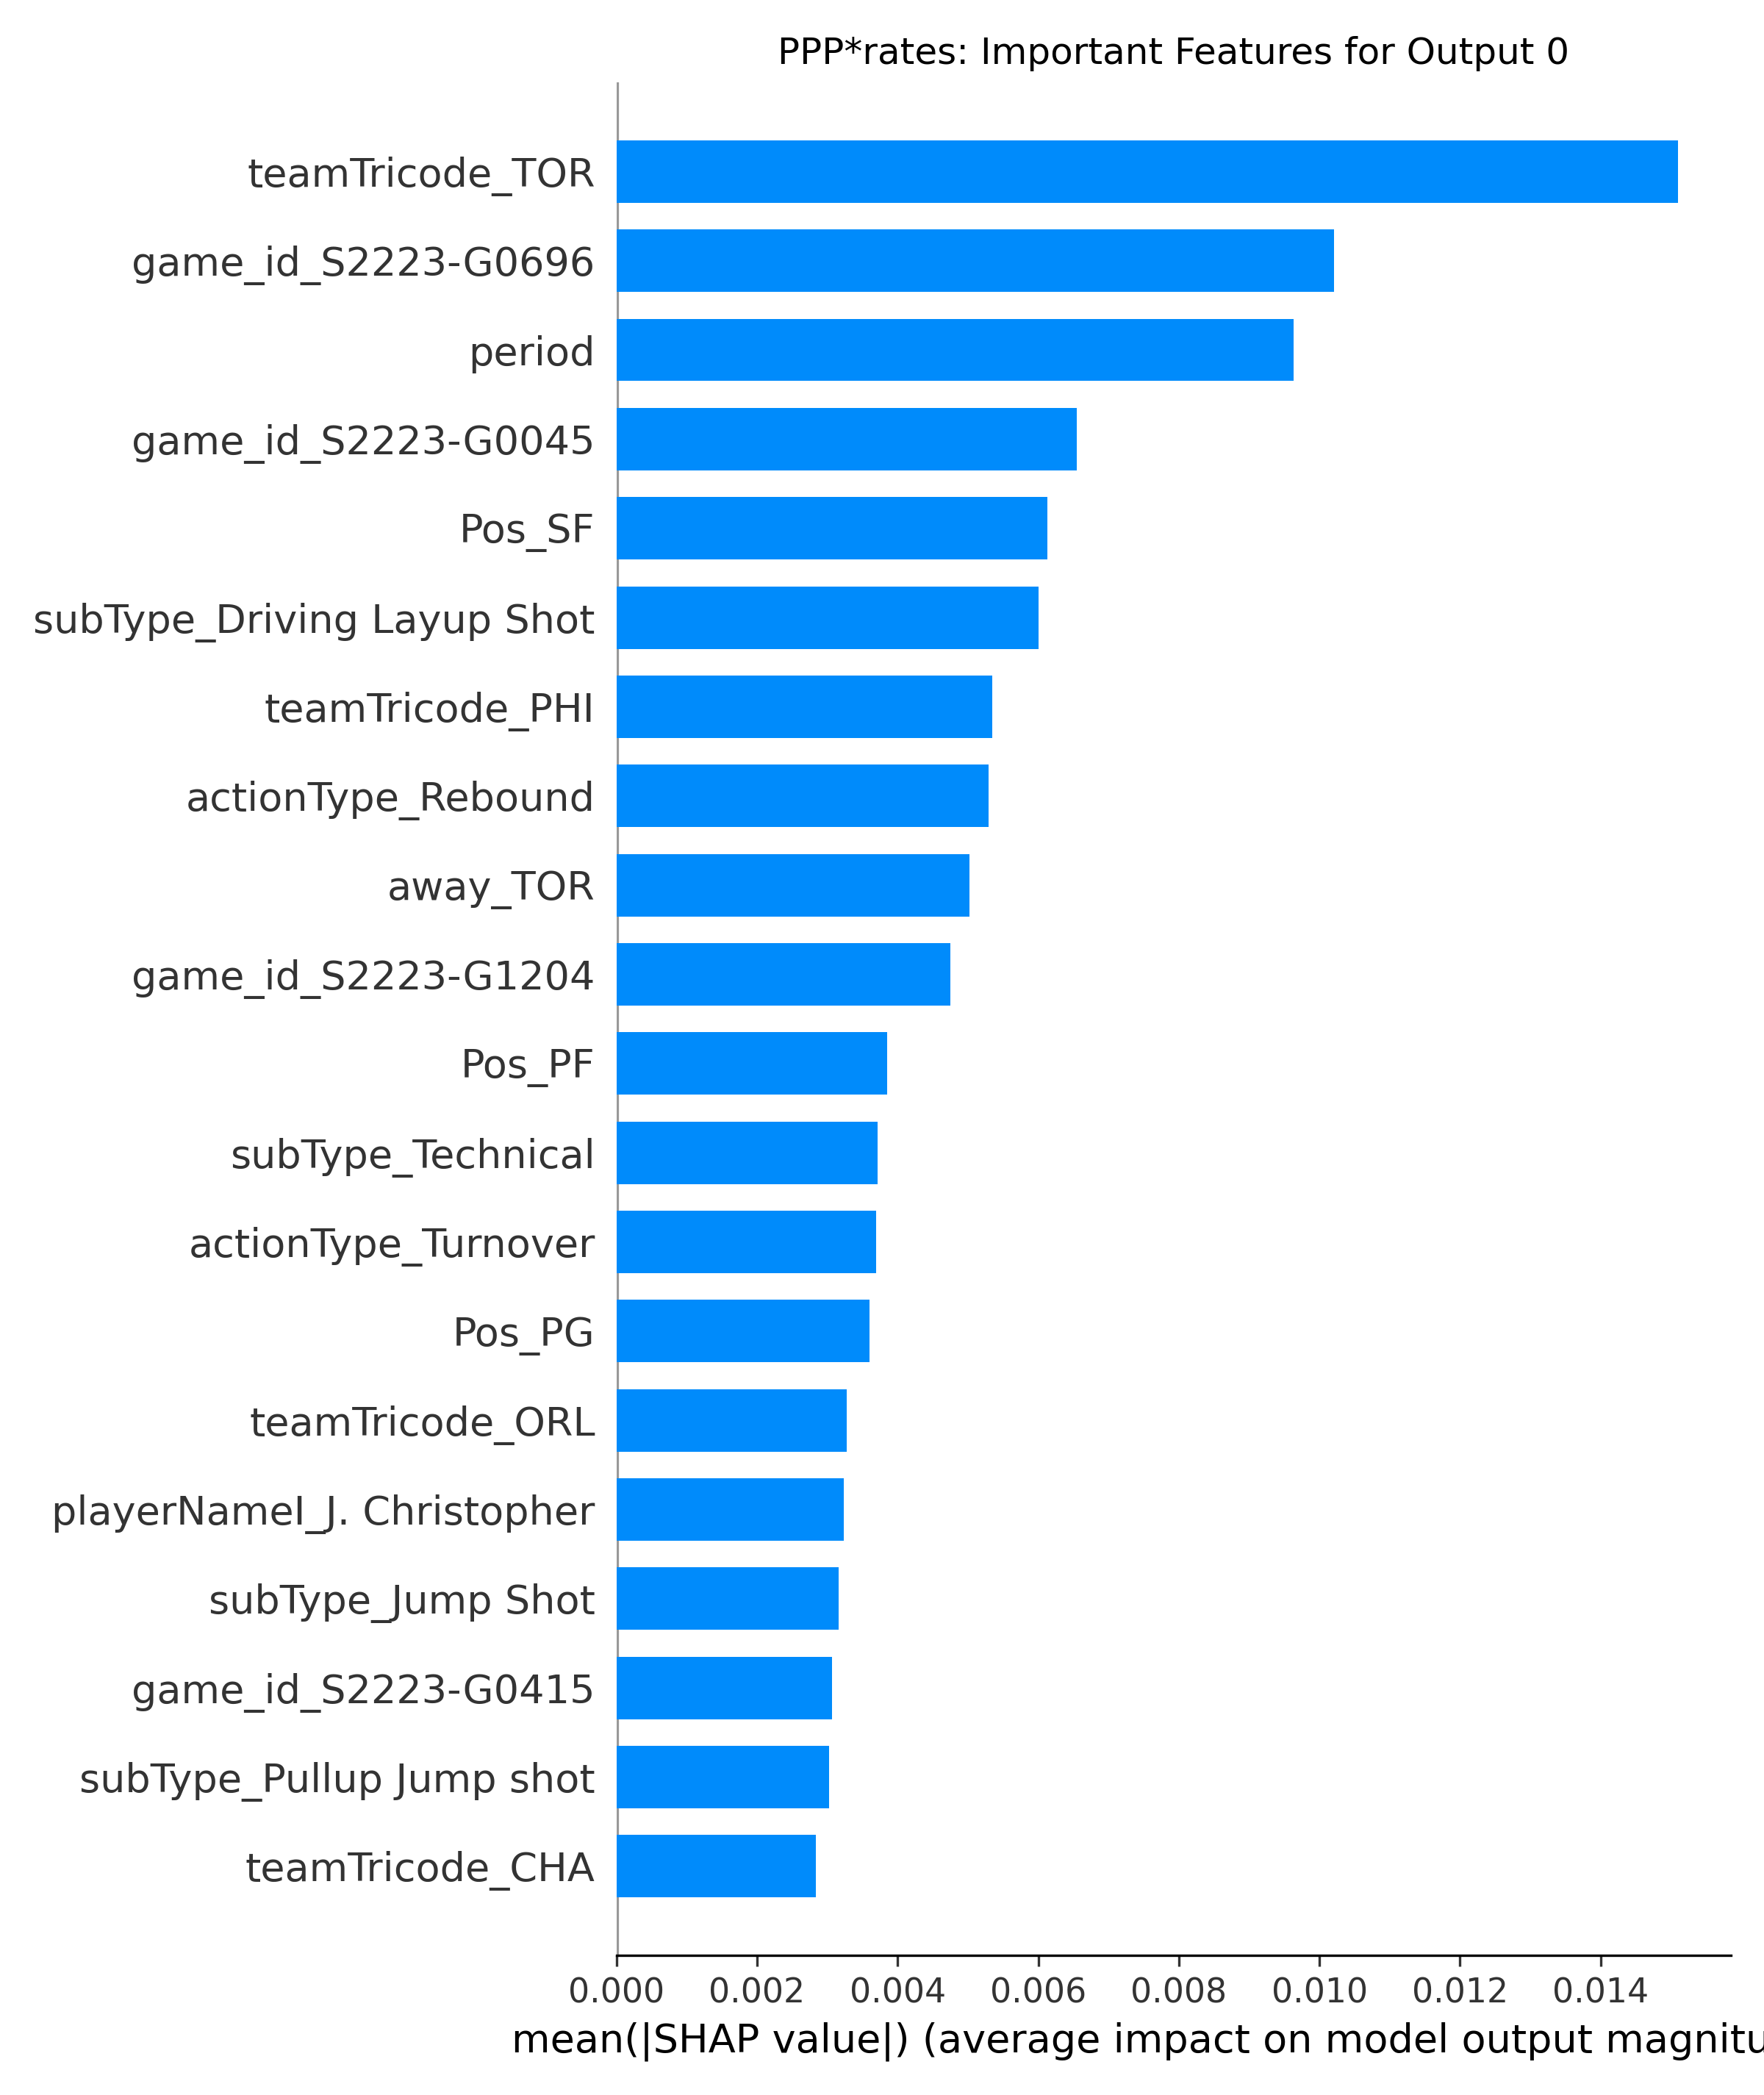 PPP*rates: Important Features for Output 0
teamTricode_TOR
game_id_S2223-G0696
period
game_id_S2223-G0045
Pos_SF
subType_Driving Layup Shot
teamTricode_PHI
actionType_Rebound
away_TOR
game_id_S2223-G1204
Pos_PF
subType_Technical
actionType_Turnover
Pos_PG
teamTricode_ORL
playerNameI_J. Christopher
subType_Jump Shot
game_id_S2223-G0415
subType_Pullup Jump shot
teamTricode_CHA
0.000 0.002 0.004 0.006 0.008 0.010 0.012 0.014
mean(|SHAP value|) (average impact on model output magnitu